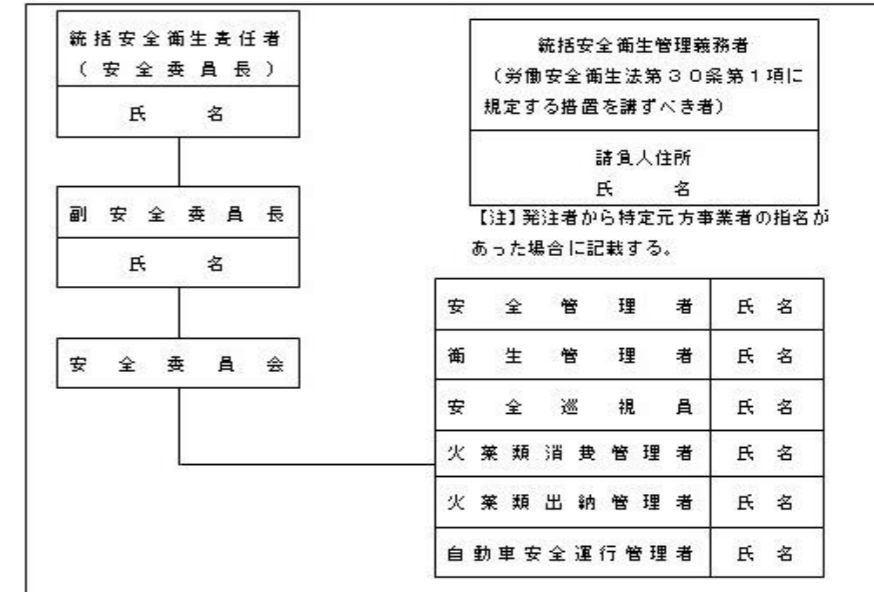 統括安全衛生責任者
(安全委員長)
氏名
副安全委員長
氏名
安全委員会
統括安全衛生管理義務者
(労働安全衛生法第30条第1項に
規定する措置を講ずべき者)
請負人住所
氏名
【注】発注者から特定元方事業者の指名が
あった場合に記載する。
安全管理者 氏名
衛生管理者 氏名
安全巡視員 氏名
火薬類消費管理者 氏名
火薬類出納管理者 氏名
自動車安全運行管理者 氏名